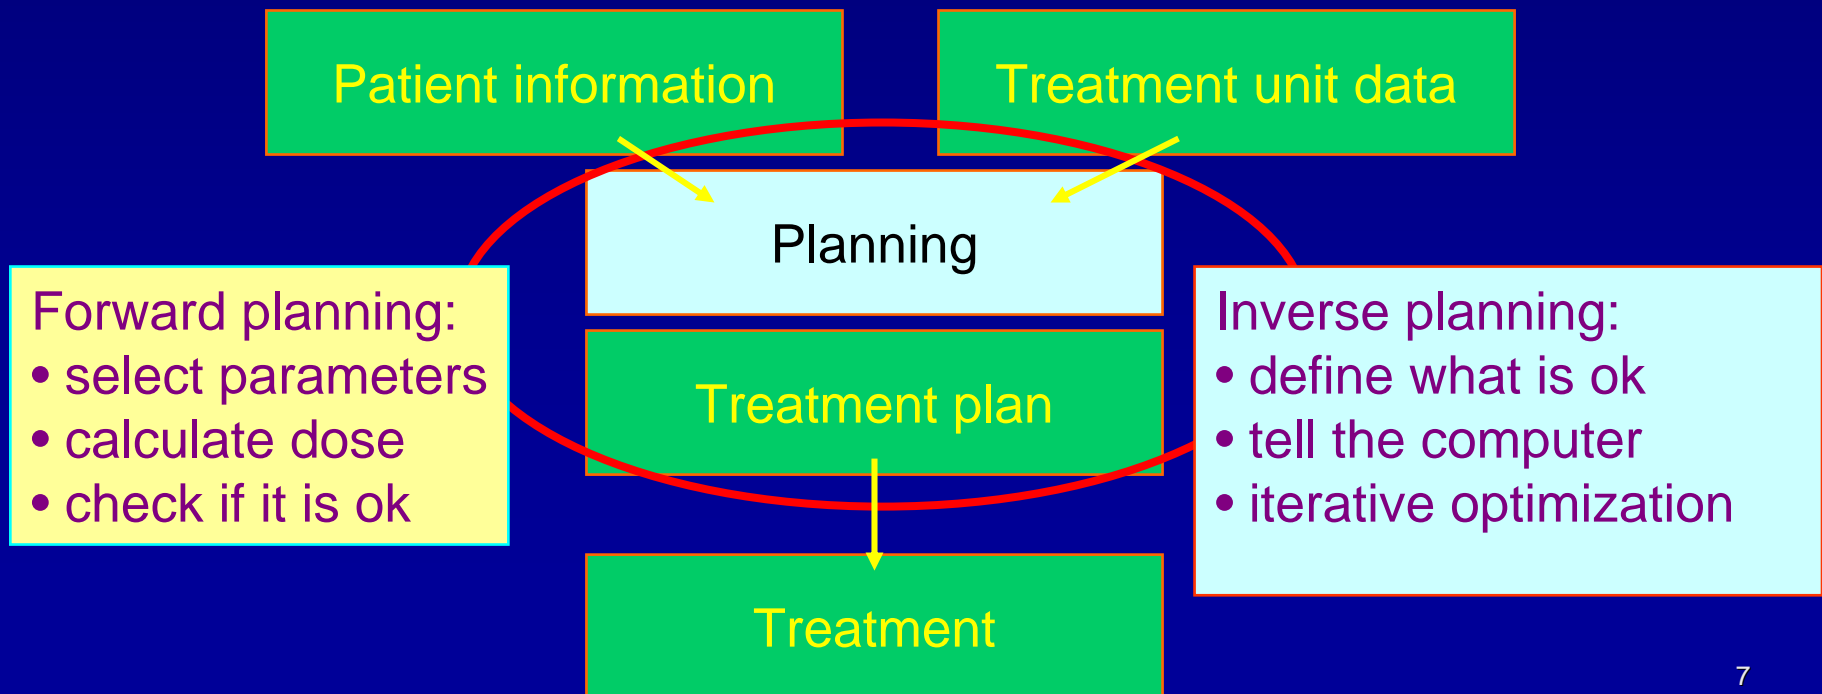 Patient information
Treatment unit data
Planning
Forward planning:
• select parameters
• calculate dose
• check if it is ok
Inverse planning:
• define what is ok
• tell the computer
• iterative optimization
Treatment plan
Treatment
7